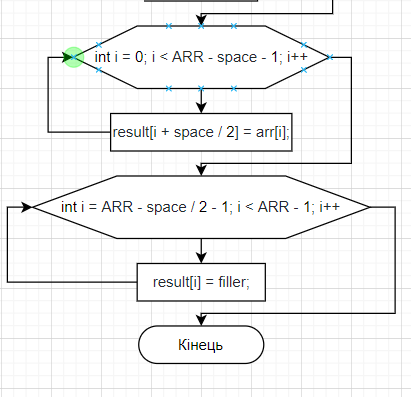 int i = 0; i < ARR - space - 1; i++
result[i + space / 2] = arr[i];
int i = ARR - space / 2 - 1; i < ARR - 1; i++
result[i] = filler;
Кінець